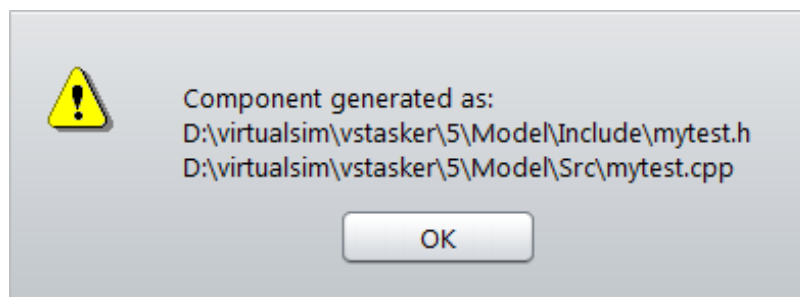 Component generated as:
D:\virtualsim\vstasker\5\Model\Include\mytest.h
D:\virtualsim\vstasker\5\Model\Src\mytest.cpp
OK